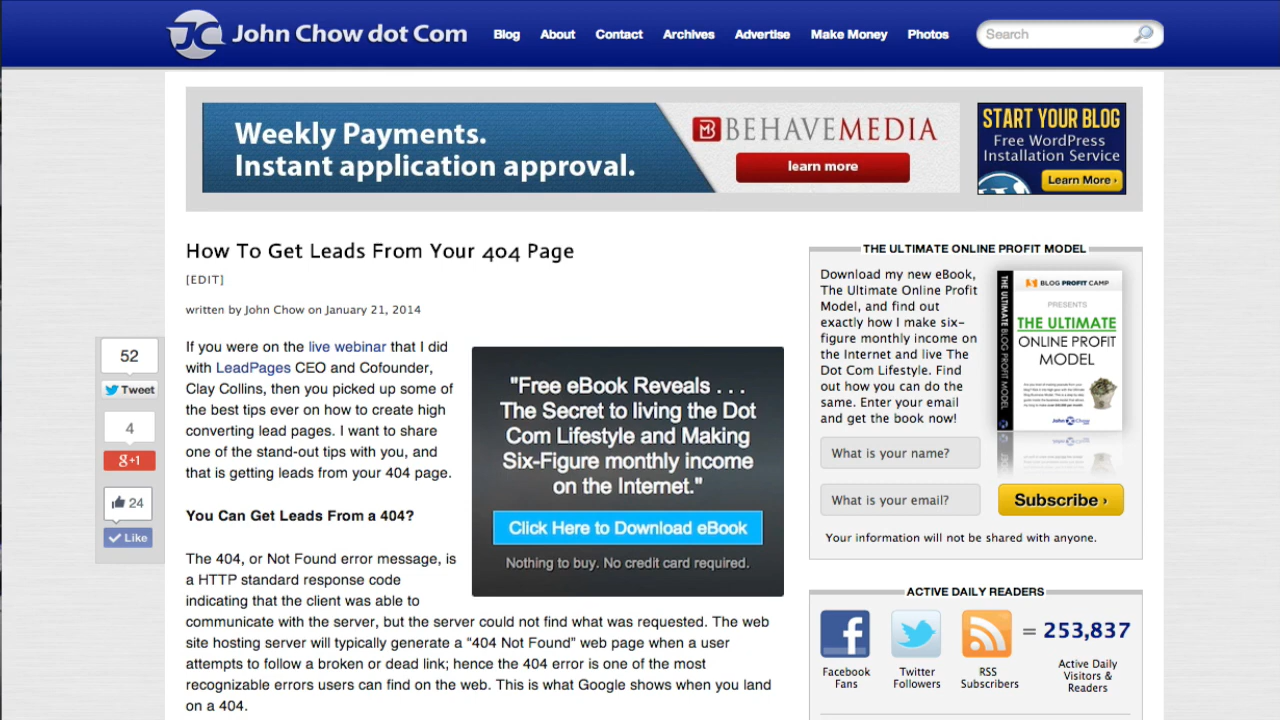 John Chow dot Com
Blog
About
Contact
Archives
Advertise
Make Money
Photos
Search
Weekly Payments.
Instant application approval.
MB BEHAVEMEDIA
learn more
START YOUR BLOG
Free WordPress
Installation Service
Learn More ›
How To Get Leads From Your 404 Page
[EDIT]
written by John Chow on January 21, 2014
52
Tweet
4
g+1
24
Like
If you were on the live webinar that I did
with LeadPages CEO and Cofounder,
Clay Collins, then you picked up some of
the best tips ever on how to create high
converting lead pages. I want to share
one of the stand-out tips with you, and
that is getting leads from your 404 page.
You Can Get Leads From a 404?
The 404, or Not Found error message, is
a HTTP standard response code
indicating that the client was able to
communicate with the server, but the server could not find what was requested. The web
site hosting server will typically generate a "404 Not Found" web page when a user
attempts to follow a broken or dead link; hence the 404 error is one of the most
recognizable errors users can find on the web. This is what Google shows when you land
on a 404.
"Free eBook Reveals . . .
The Secret to living the Dot
Com Lifestyle and Making
Six-Figure monthly income
on the Internet."
Click Here to Download eBook
Nothing to buy. No credit card required.
THE ULTIMATE ONLINE PROFIT MODEL
Download my new eBook,
The Ultimate Online Profit
Model, and find out
exactly how I make six-
figure monthly income on
the Internet and live The
Dot Com Lifestyle. Find
out how you can do the
same. Enter your email
and get the book now!
THE ULTIMATE BLOG PROFIT MODEL
BLOG PROFIT CAMP
PRESENTS
THE ULTIMATE
ONLINE PROFIT
MODEL
What is your name?
What is your email?
Subscribe ›
Your information will not be shared with anyone.
ACTIVE DAILY READERS
= 253,837
Facebook
Fans
Twitter
Followers
RSS
Subscribers
Active Daily
Visitors &
Readers